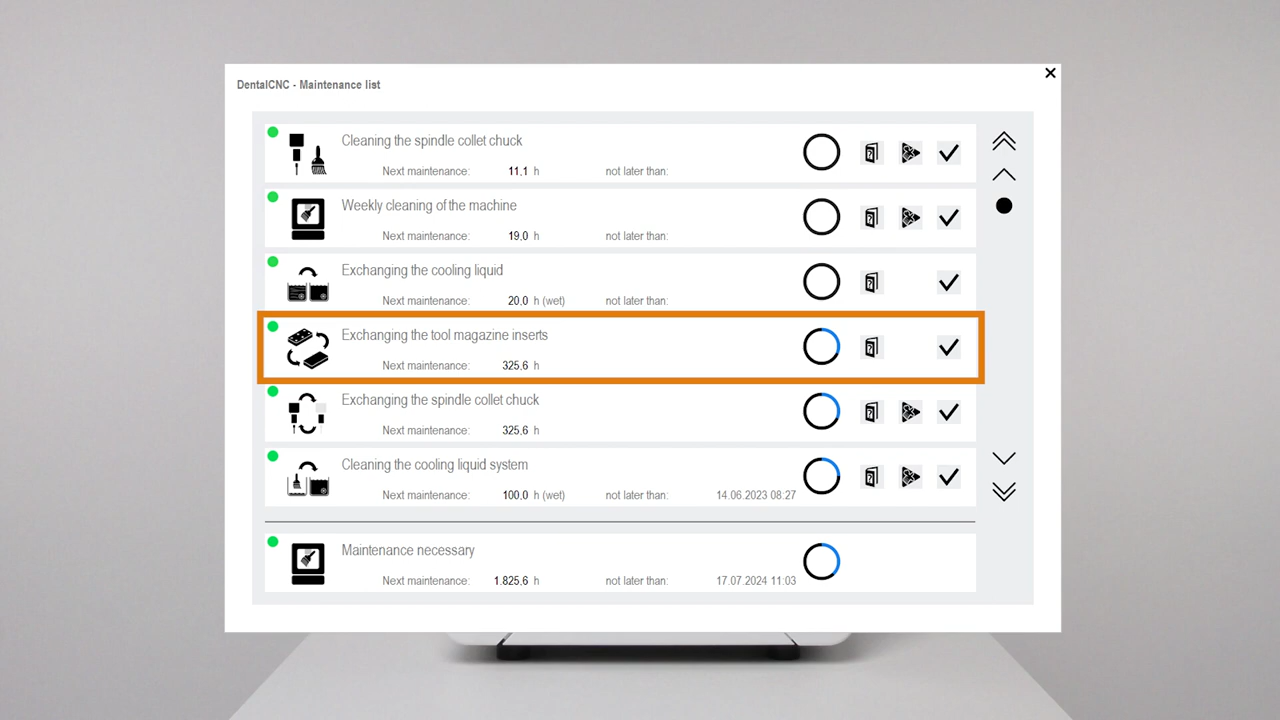 DentalCNC - Maintenance list
Cleaning the spindle collet chuck
Next maintenance: 11,1 h not later than:
Weekly cleaning of the machine
Next maintenance: 19,0 h not later than:
Exchanging the cooling liquid
Next maintenance: 20,0 h (wet) not later than:
Exchanging the tool magazine inserts
Next maintenance: 325,6 h
Exchanging the spindle collet chuck
Next maintenance: 325,6 h
Cleaning the cooling liquid system
Next maintenance: 100,0 h (wet) not later than: 14.06.2023 08:27
Maintenance necessary
Next maintenance: 1.825,6 h not later than: 17.07.2024 11:03